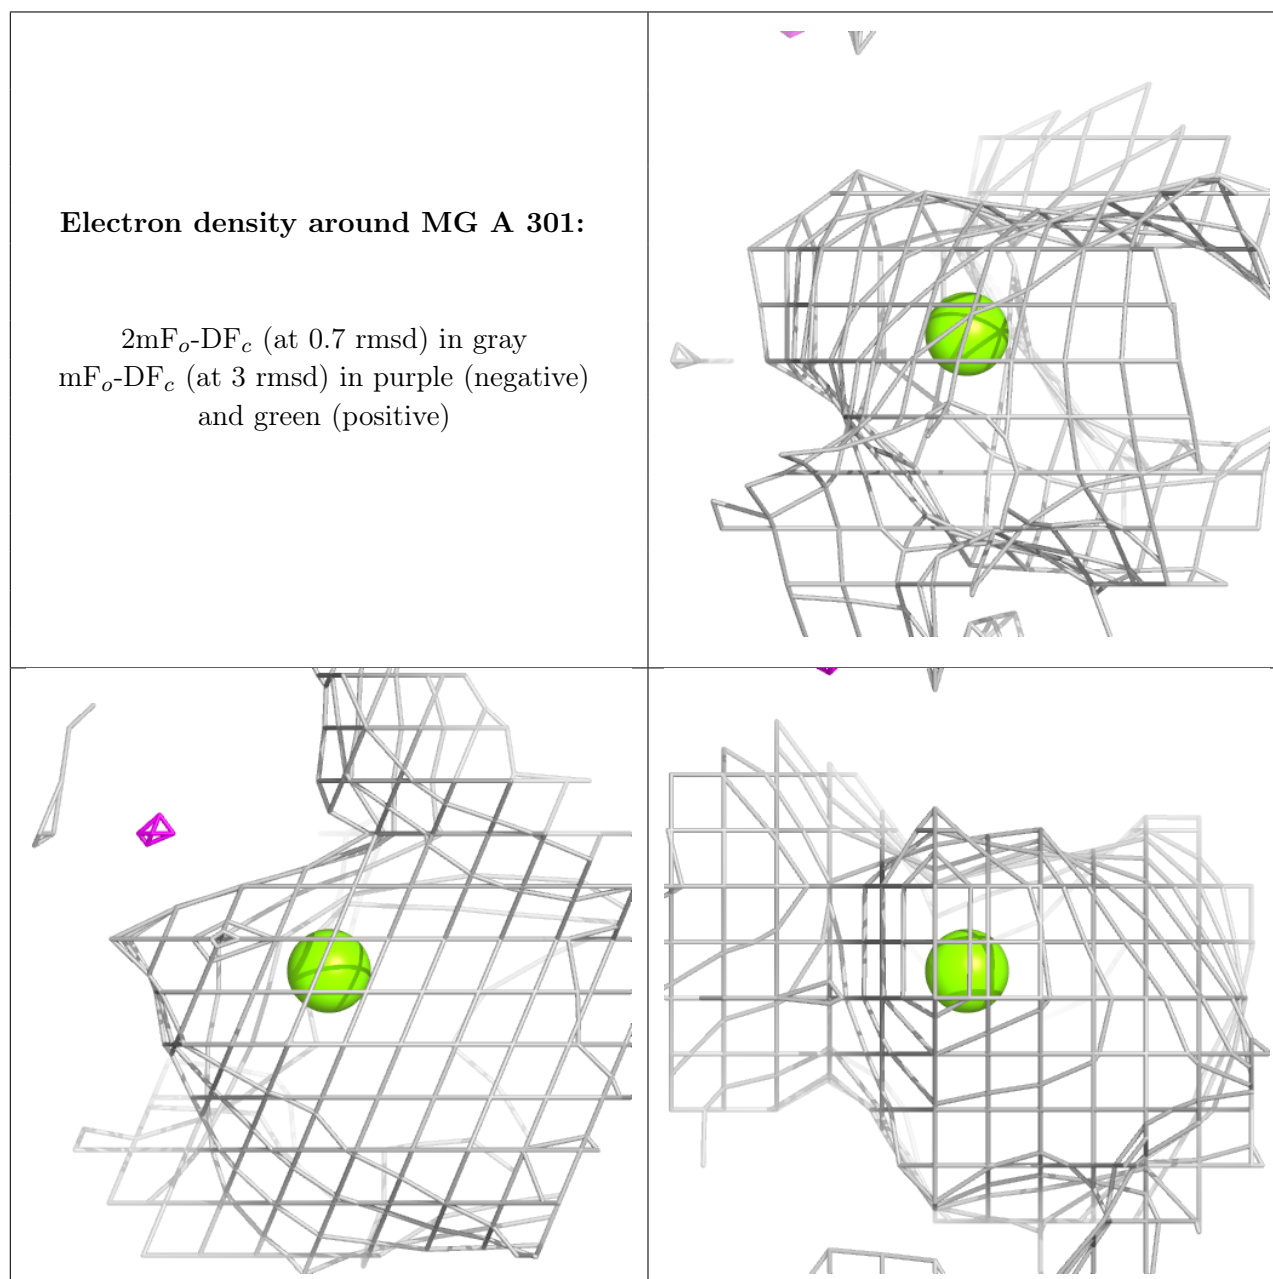 Electron density around MG A 301:
2mFo-DFc (at 0.7 rmsd) in gray
mFo-DFc (at 3 rmsd) in purple (negative)
and green (positive)